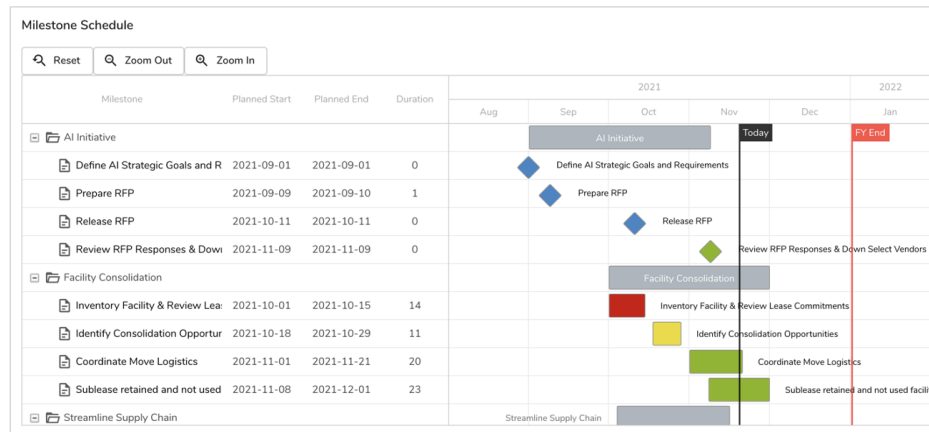 Milestone Schedule
Reset Zoom Out Zoom In
2021 2022
Milestone Planned Start Planned End Duration
Aug Sep Oct Nov Dec Jan
AI Initiative AI Initiative Today FY End
Define AI Strategic Goals and R 2021-09-01 2021-09-01 0 Define AI Strategic Goals and Requirements
Prepare RFP 2021-09-09 2021-09-10 1 Prepare RFP
Release RFP 2021-10-11 2021-10-11 0 Release RFP
Review RFP Responses & Down 2021-11-09 2021-11-09 0 Review RFP Responses & Down Select Vendors
Facility Consolidation Facility Consolidation
Inventory Facility & Review Lea 2021-10-01 2021-10-15 14 Inventory Facility & Review Lease Commitments
Identify Consolidation Opportur 2021-10-18 2021-10-29 11 Identify Consolidation Opportunities
Coordinate Move Logistics 2021-11-01 2021-11-21 20 Coordinate Move Logistics
Sublease retained and not used 2021-11-08 2021-12-01 23 Sublease retained and not used facili
Streamline Supply Chain Streamline Supply Chain